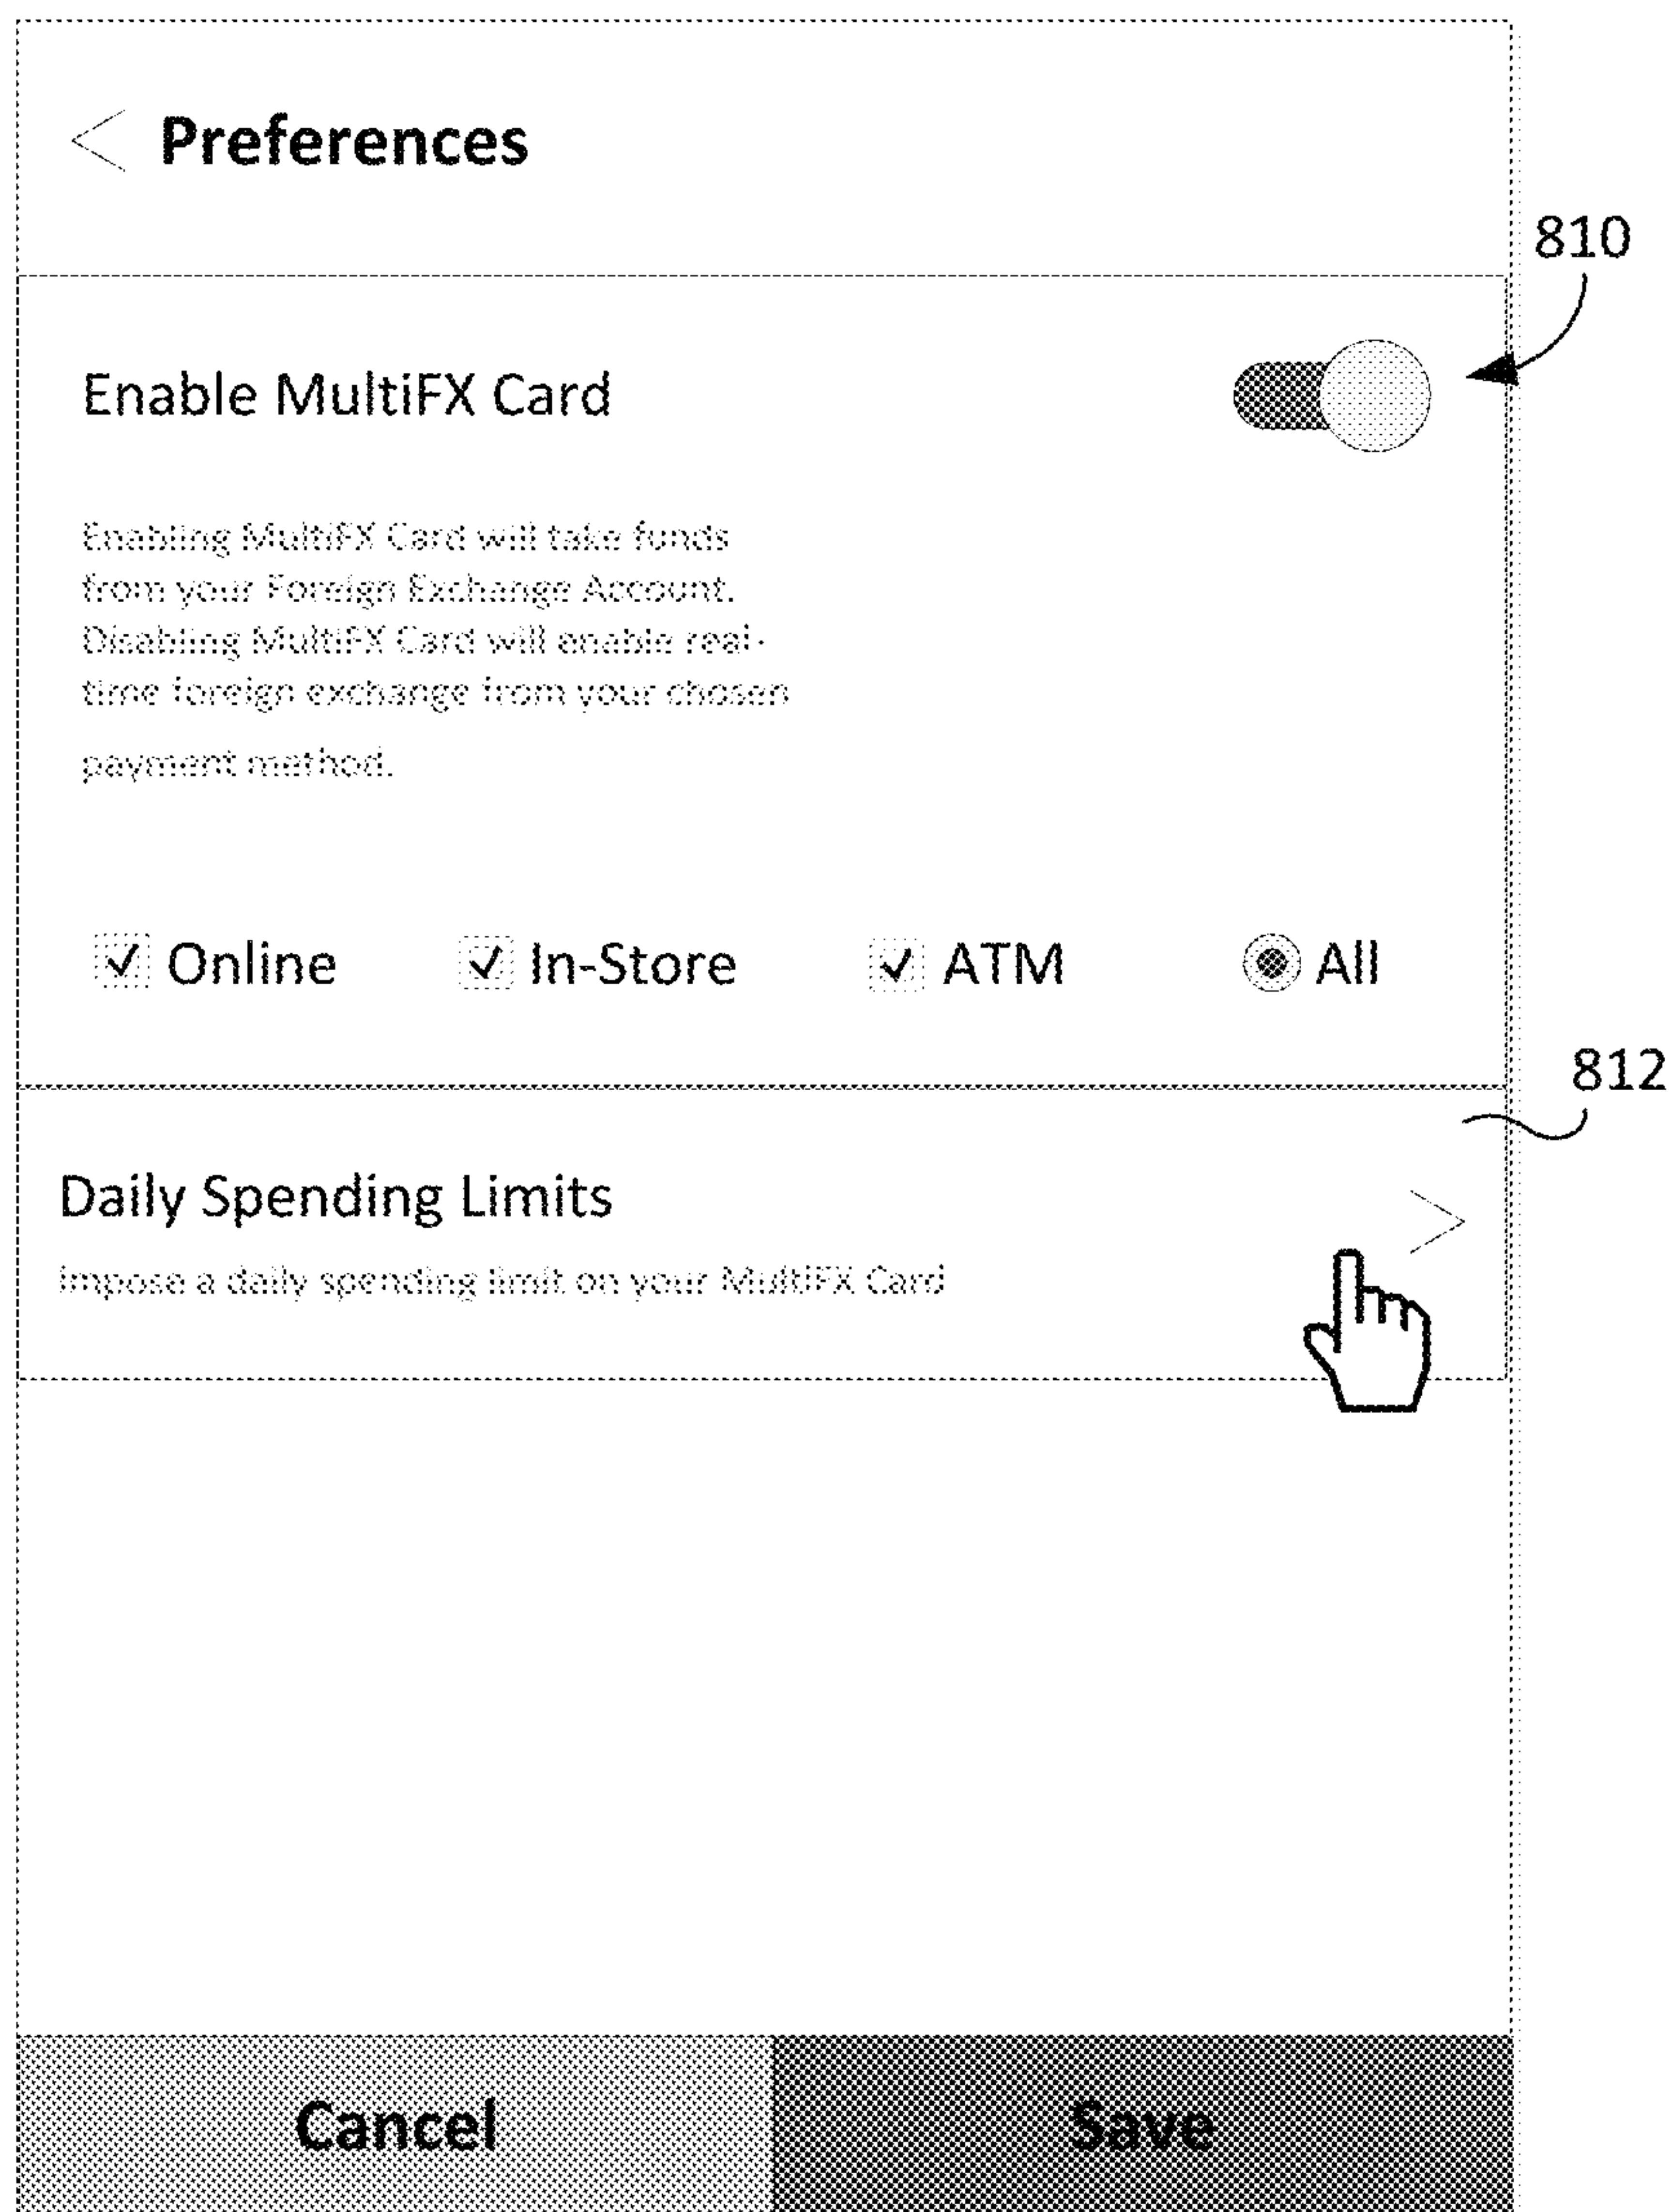 Preferences
810
Enable MultiFX Card
Enabling MultiFX Card will take funds
from your Foreign Exchange Account.
Disabling MultiFX Card will enable real-
time foreign exchange from your chosen
payment method.
Online In-Store ATM All
812
Daily Spending Limits
Impose a daily spending limit on your MultiFX Card
Cancel Save